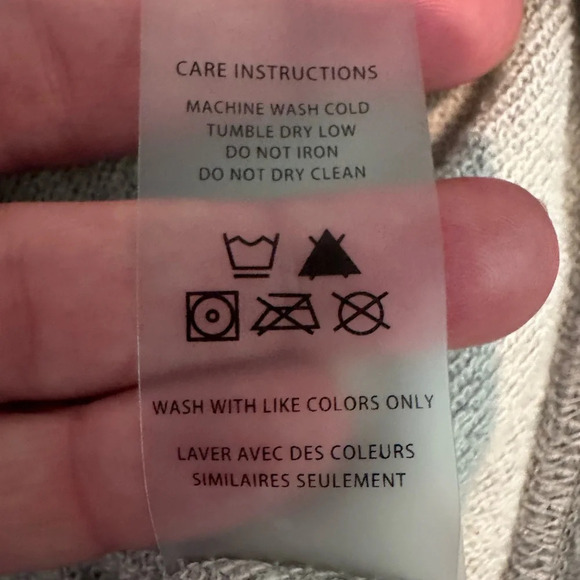 CARE INSTRUCTIONS
MACHINE WASH COLD
TUMBLE DRY LOW
DO NOT IRON
DO NOT DRY CLEAN
WASH WITH LIKE COLORS ONLY
LAVER AVEC DES COULEURS
SIMILAIRES SEULEMENT